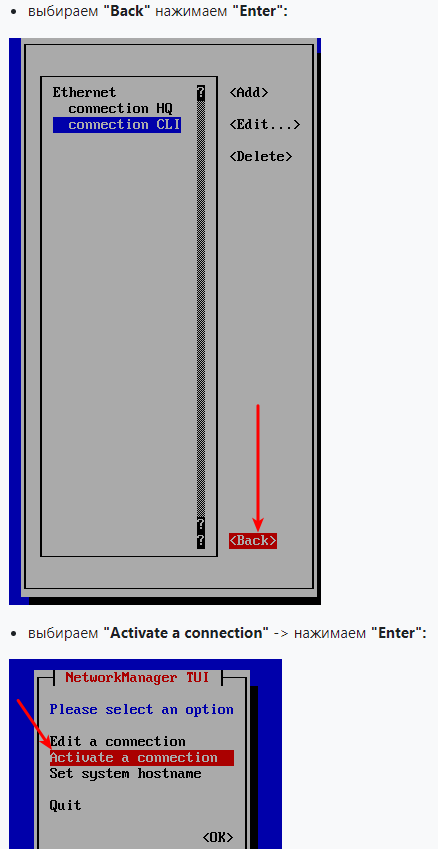 выбираем "Back" нажимаем "Enter":
Ethernet ? <Add>
connection HQ
connection CLI <Edit...>
<Delete>
?
? <Back>
выбираем "Activate a connection" -> нажимаем "Enter":
NetworkManager TUI
Please select an option
Edit a connection
Activate a connection
Set system hostname
Quit
<OK>